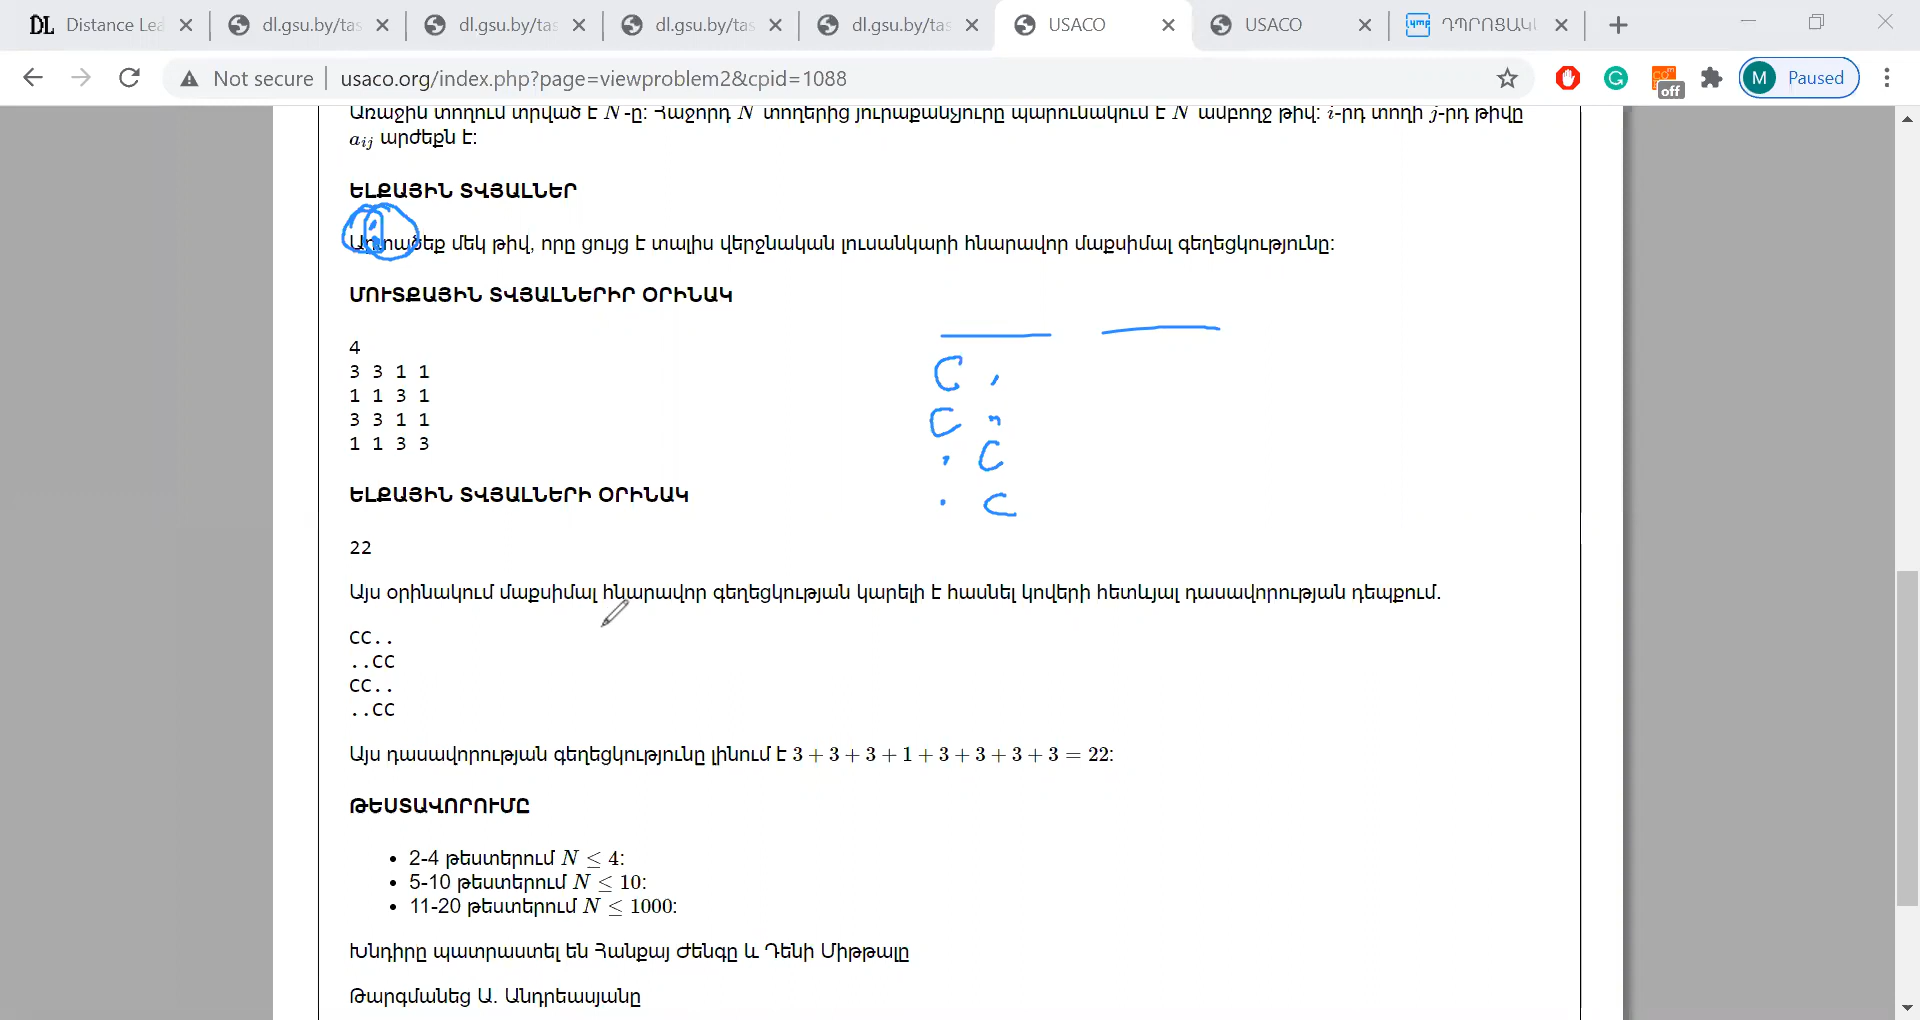 Distance Lea
dl.gsu.by/tas
dl.gsu.by/tas
dl.gsu.by/tas
dl.gsu.by/tas
USACO
USACO
ԴՊՐՈՑԱԿ
Not secure
usaco.org/index.php?page=viewproblem2&cpid=1088
off
M
Paused
Առաջին տողում տրված է N -ը: Հաջորդ N տողերից յուրաքանչյուրը պարունակում է N ամբողջ թիվ: i-րդ տողի j-րդ թիվը
aij արժեքն է:
ԵԼՔԱՅԻՆ ՏՎՅԱԼՆԵՐ
Արտածեք մեկ թիվ, որը ցույց է տալիս վերջնական լուսանկարի հնարավոր մաքսիմալ գեղեցկությունը:
ՄՈՒՏՔԱՅԻՆ ՏՎՅԱԼՆԵՐԻՐ ՕՐԻՆԱԿ
4
3 3 1 1
1 1 3 1
3 3 1 1
1 1 3 3
C .
C .
. C
. C
ԵԼՔԱՅԻՆ ՏՎՅԱԼՆԵՐԻ ՕՐԻՆԱԿ
22
Այս օրինակում մաքսիմալ հնարավոր գեղեցկության կարելի է հասնել կովերի հետևյալ դասավորության դեպքում.
CC..
..CC
CC..
..CC
Այս դասավորության գեղեցկությունը լինում է 3 + 3 + 3 + 1 + 3 + 3 + 3 + 3 = 22:
ԹԵՍՏԱՎՈՐՈՒՄԸ
• 2-4 թեստերում N ≤ 4:
• 5-10 թեստերում N ≤ 10:
• 11-20 թեստերում N ≤ 1000:
Խնդիրը պատրաստել են Հանքայ Ժենգը և Դենի Միթթալը
Թարգմանեց Ա. Անդրեասյանը